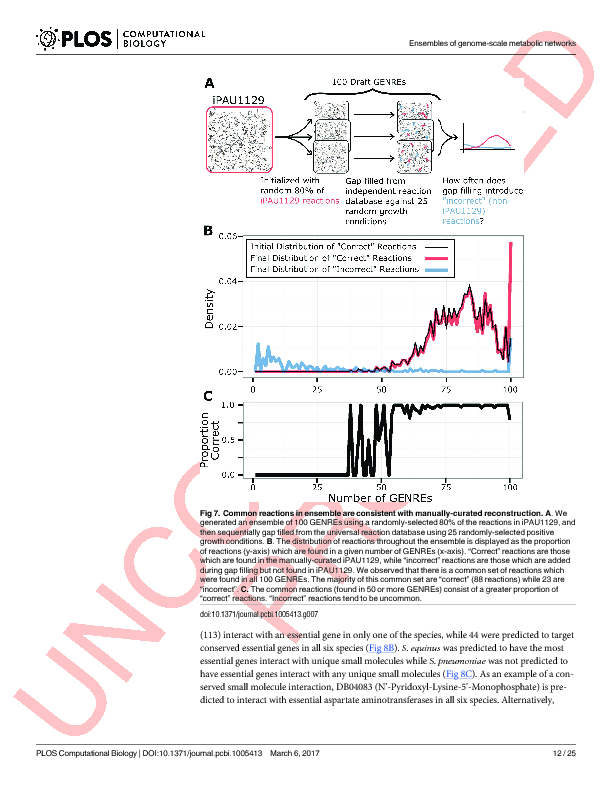 PLOS | COMPUTATIONAL BIOLOGY
Ensembles of genome-scale metabolic networks
A
100 Draft GENREs
iPAU1129
Initialized with
random 80% of
iPAU1129 reactions
Gap filled from
independent reaction
database against 25
random growth
conditions
How often does
gap filling introduce
"incorrect" (non-
iPAU1129)
reactions?
B
0.06
0.04
0.02
0.00
Density
Initial Distribution of "Correct" Reactions
Final Distribution of "Correct" Reactions
Final Distribution of "Incorrect" Reactions
0 25 50 75 100
C
1.0
0.5
0.0
Proportion
Correct
0 25 50 75 100
Number of GENREs
Fig 7. Common reactions in ensemble are consistent with manually-curated reconstruction. A. We
generated an ensemble of 100 GENREs using a randomly-selected 80% of the reactions in iPAU1129, and
then sequentially gap filled from the universal reaction database using 25 randomly-selected positive
growth conditions. B. The distribution of reactions throughout the ensemble is displayed as the proportion
of reactions (y-axis) which are found in a given number of GENREs (x-axis). "Correct" reactions are those
which are found in the manually-curated iPAU1129, while "incorrect" reactions are those which are added
during gap filling but not found in iPAU1129. We observed that there is a common set of reactions which
were found in all 100 GENREs. The majority of this common set are "correct" (88 reactions) while 23 are
"incorrect". C. The common reactions (found in 50 or more GENREs) consist of a greater proportion of
"correct" reactions. "Incorrect" reactions tend to be uncommon.
doi:10.1371/journal.pcbi.1005413.g007
(113) interact with an essential gene in only one of the species, while 44 were predicted to target
conserved essential genes in all six species (Fig 8B). S. equinus was predicted to have the most
essential genes interact with unique small molecules while S. pneumoniae was not predicted to
have essential genes interact with any unique small molecules (Fig 8C). As an example of a con-
served small molecule interaction, DB04083 (N'-Pyridoxyl-Lysine-5'-Monophosphate) is pre-
dicted to interact with essential aspartate aminotransferases in all six species. Alternatively,
PLOS Computational Biology | DOI:10.1371/journal.pcbi.1005413 March 6, 2017
12 / 25